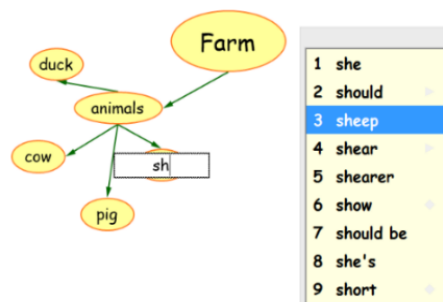 Farm
duck
animals
cow
sh
pig
1 she
2 should
3 sheep
4 shear
5 shearer
6 show
7 should be
8 she's
9 short